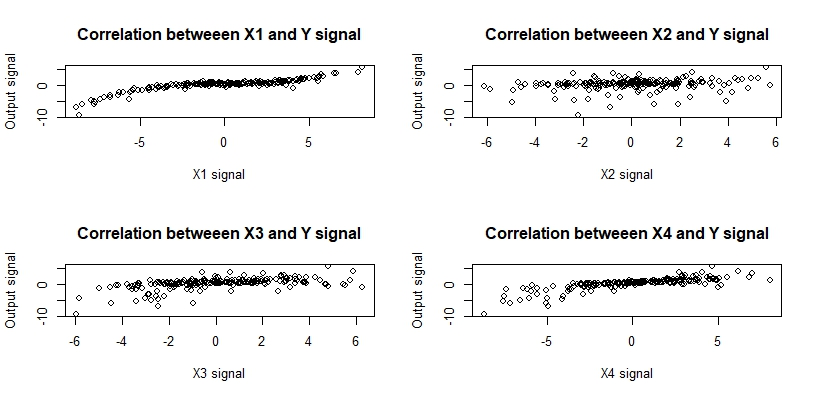 Correlation betweeen X1 and Y signal
Output signal
0
-10
-5 0 5
X1 signal
Correlation betweeen X2 and Y signal
Output signal
0
-10
-6 -4 -2 0 2 4 6
X2 signal
Correlation betweeen X3 and Y signal
Output signal
0
-10
-6 -4 -2 0 2 4 6
X3 signal
Correlation betweeen X4 and Y signal
Output signal
0
-10
-5 0 5
X4 signal